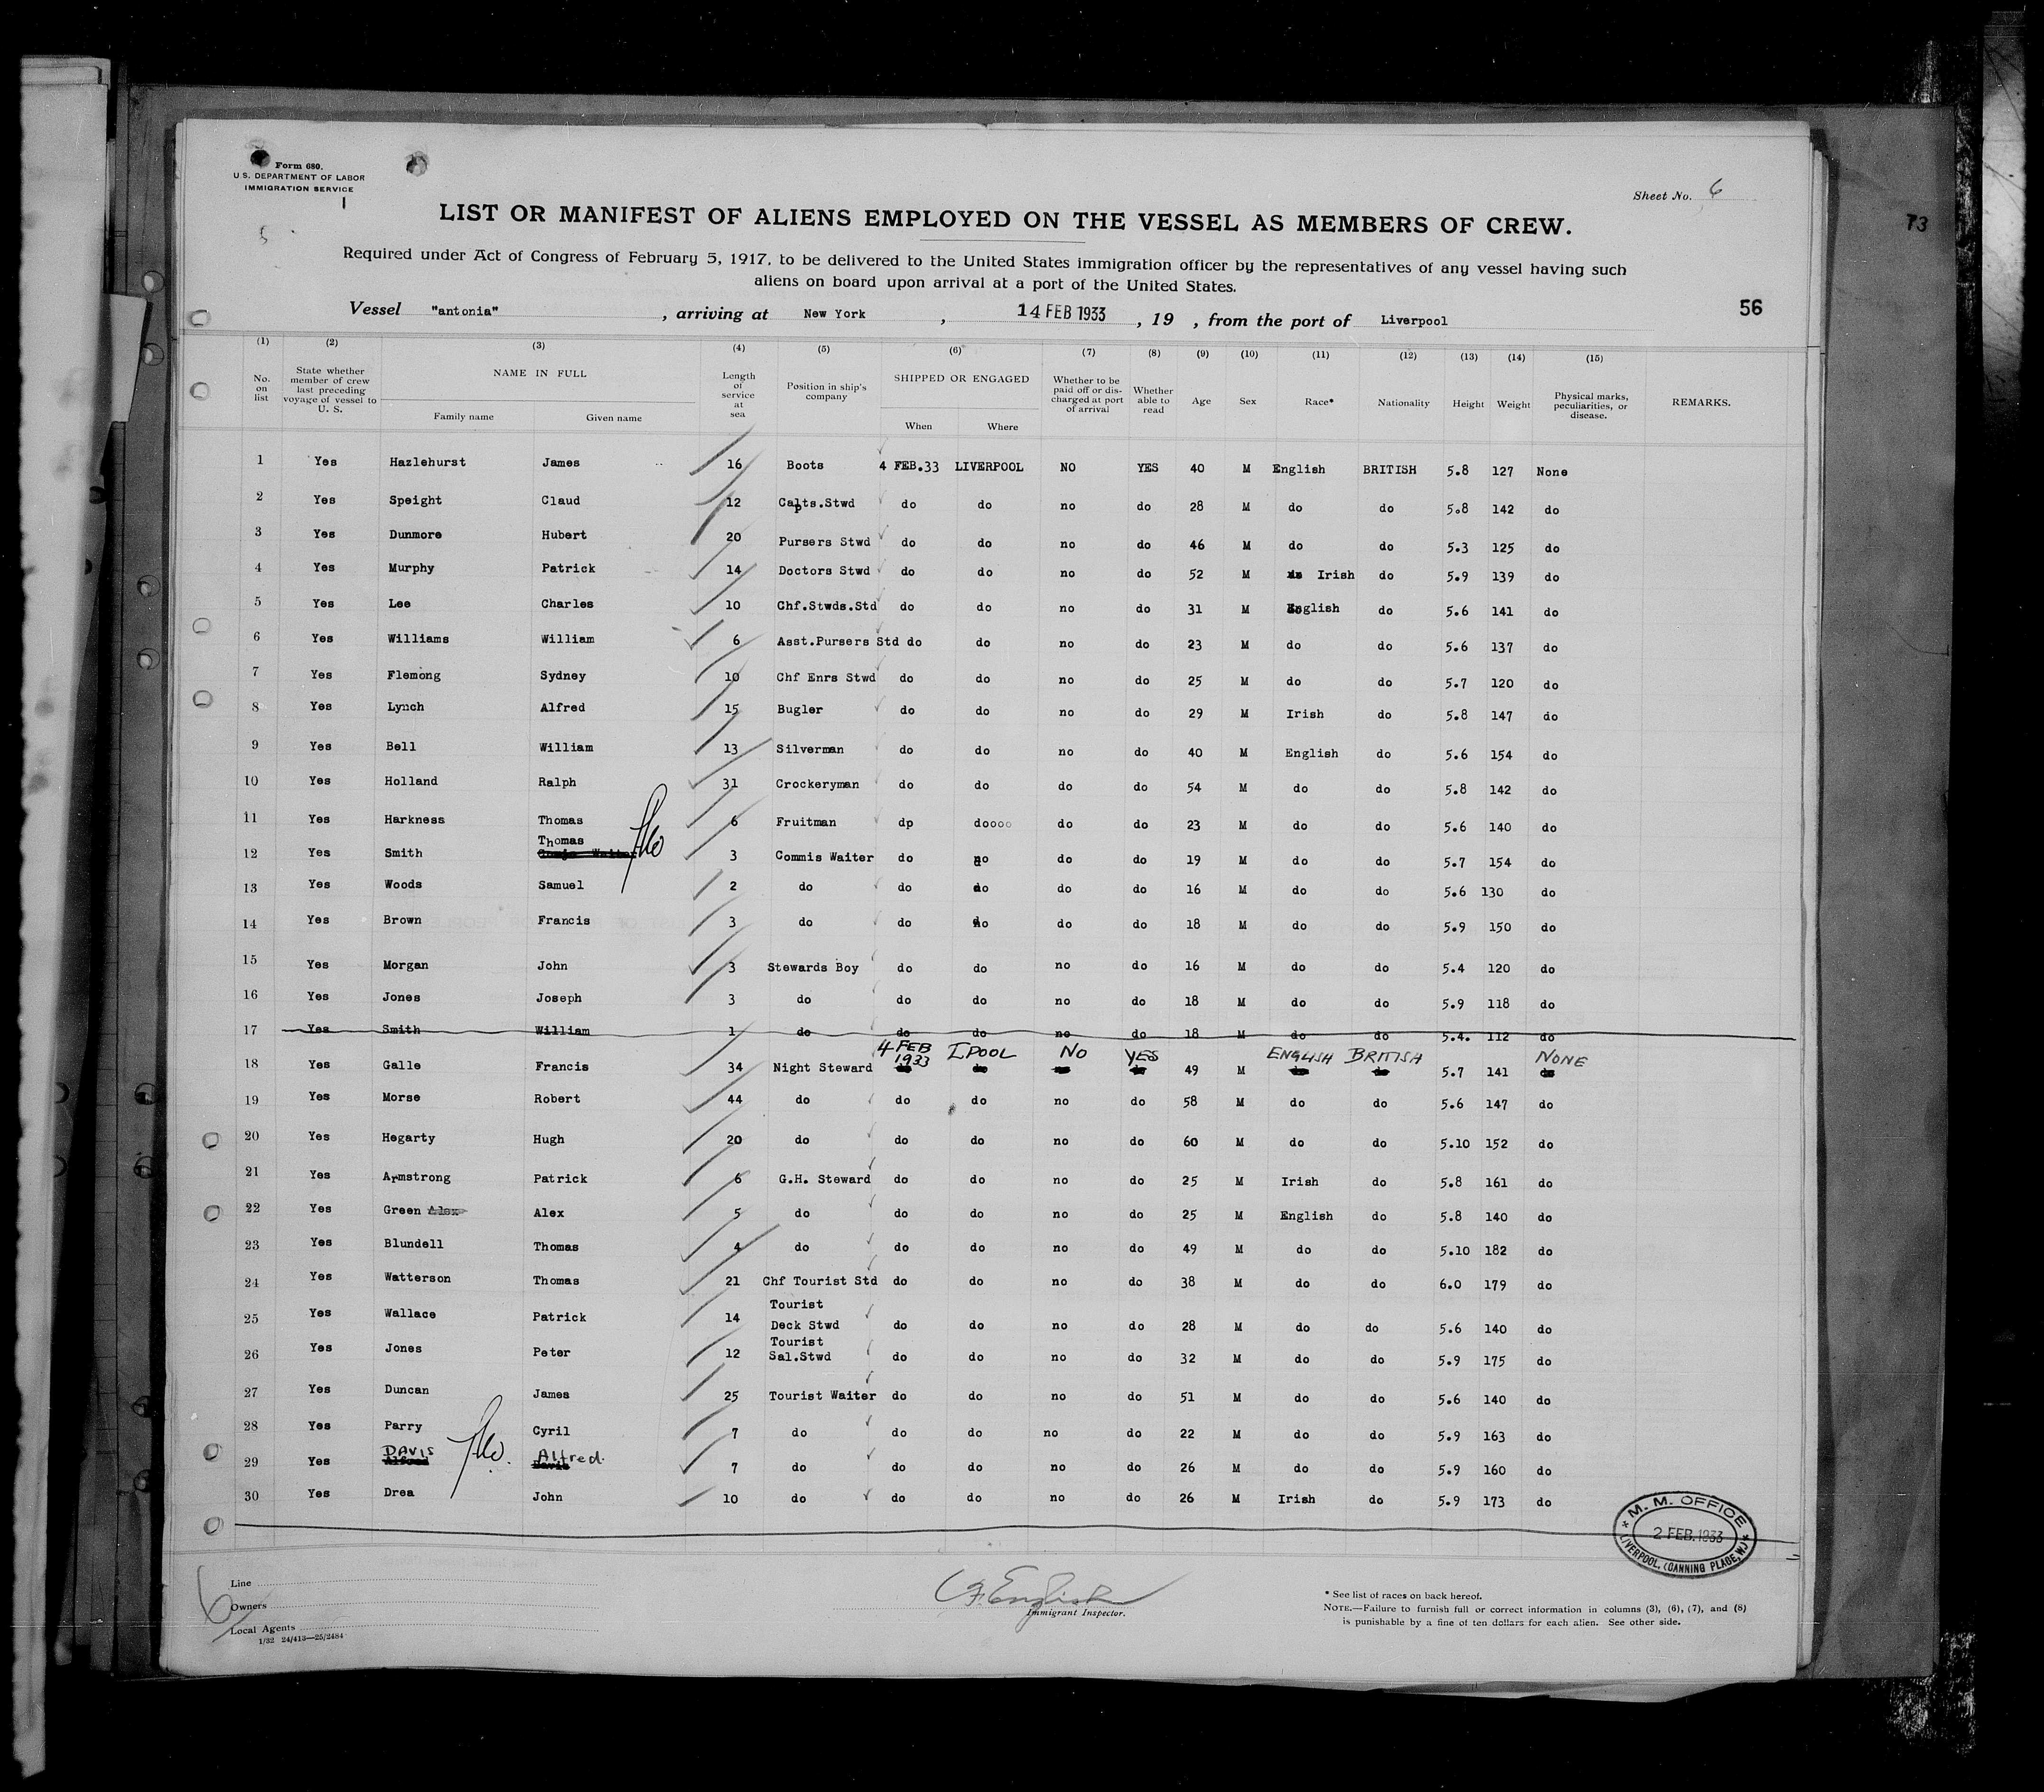 Form 680.
U.S. DEPARTMENT OF LABOR
IMMIGRATION SERVICE
Sheet No. 6
73
LIST OR MANIFEST OF ALIENS EMPLOYED ON THE VESSEL AS MEMBERS OF CREW.
Required under Act of Congress of February 5, 1917, to be delivered to the United States immigration officer by the representatives of any vessel having such
aliens on board upon arrival at a port of the United States.
Vessel "antonia" , arriving at New York , 14 FEB 1933 , 19 , from the port of Liverpool
56
(1) (2) (3) (4) (5) (6) (7) (8) (9) (10) (11) (12) (13) (14) (15)
No. on list State whether member of crew last preceding voyage of vessel to U. S. NAME IN FULL Family name Given name Length of service at sea Position in ship's company SHIPPED OR ENGAGED When Where Whether to be paid off or discharged at port of arrival Whether able to read Age Sex Race* Nationality Height Weight Physical marks, peculiarities, or disease. REMARKS.
1 Yes Hazlehurst James 16 Boots 4 FEB.33 LIVERPOOL NO YES 40 M English BRITISH 5.8 127 None
2 Yes Speight Claud 12 Capts.Stwd do do no do 28 M do do 5.8 142 do
3 Yes Dunmore Hubert 20 Pursers Stwd do do no do 46 M do do 5.3 125 do
4 Yes Murphy Patrick 14 Doctors Stwd do do no do 52 M do Irish do 5.9 139 do
5 Yes Lee Charles 10 Chf.Stwds.Std do do no do 31 M English do 5.6 141 do
6 Yes Williams William 6 Asst.Pursers Std do do no do 23 M do do 5.6 137 do
7 Yes Flemong Sydney 10 Chf Enrs Stwd do do no do 25 M do do 5.7 120 do
8 Yes Lynch Alfred 15 Bugler do do no do 29 M Irish do 5.8 147 do
9 Yes Bell William 13 Silverman do do no do 40 M English do 5.6 154 do
10 Yes Holland Ralph 31 Crockeryman do do do do 54 M do do 5.8 142 do
11 Yes Harkness Thomas 6 Fruitman dp doooo do do 23 M do do 5.6 140 do
Thomas
12 Yes Smith 3 Commis Waiter do do do do 19 M do do 5.7 154 do
13 Yes Woods Samuel 2 do do do do do 16 M do do 5.6 130 do
14 Yes Brown Francis 3 do do do do do 18 M do do 5.9 150 do
15 Yes Morgan John 3 Stewards Boy do do no do 16 M do do 5.4 120 do
16 Yes Jones Joseph 3 do do do no do 18 M do do 5.9 118 do
17 Yes Smith William 1 do do do no do 18 M do do 5.4. 112 do
4 FEB 1933 LPOOL No YES ENGLISH BRITISH NONE
18 Yes Galle Francis 34 Night Steward do do no do 49 M do do 5.7 141 do
19 Yes Morse Robert 44 do do do no do 58 M do do 5.6 147 do
20 Yes Hegarty Hugh 20 do do do no do 60 M do do 5.10 152 do
21 Yes Armstrong Patrick 6 G.H. Steward do do no do 25 M Irish do 5.8 161 do
22 Yes Green Alex Alex 5 do do do no do 25 M English do 5.8 140 do
23 Yes Blundell Thomas 4 do do do no do 49 M do do 5.10 182 do
24 Yes Watterson Thomas 21 Chf Tourist Std do do no do 38 M do do 6.0 179 do
Tourist
25 Yes Wallace Patrick 14 Deck Stwd do do no do 28 M do do 5.6 140 do
Tourist
26 Yes Jones Peter 12 Sal.Stwd do do no do 32 M do do 5.9 175 do
27 Yes Duncan James 25 Tourist Waiter do do no do 51 M do do 5.6 140 do
28 Yes Parry Cyril 7 do do do no do 22 M do do 5.9 163 do
DAVIS Alfred.
29 Yes Alfred Davis 7 do do do no do 26 M do do 5.9 160 do
30 Yes Drea John 10 do do do no do 26 M Irish do 5.9 173 do
M. M. OFFICE
2 FEB. 1933
LIVERPOOL. (CANNING PLACE, W.)
6
Line
Owners
Local Agents
1/32 24/413—25/2484
English
Immigrant Inspector.
* See list of races on back hereof.
NOTE.—Failure to furnish full or correct information in columns (3), (6), (7), and (8)
is punishable by a fine of ten dollars for each alien. See other side.